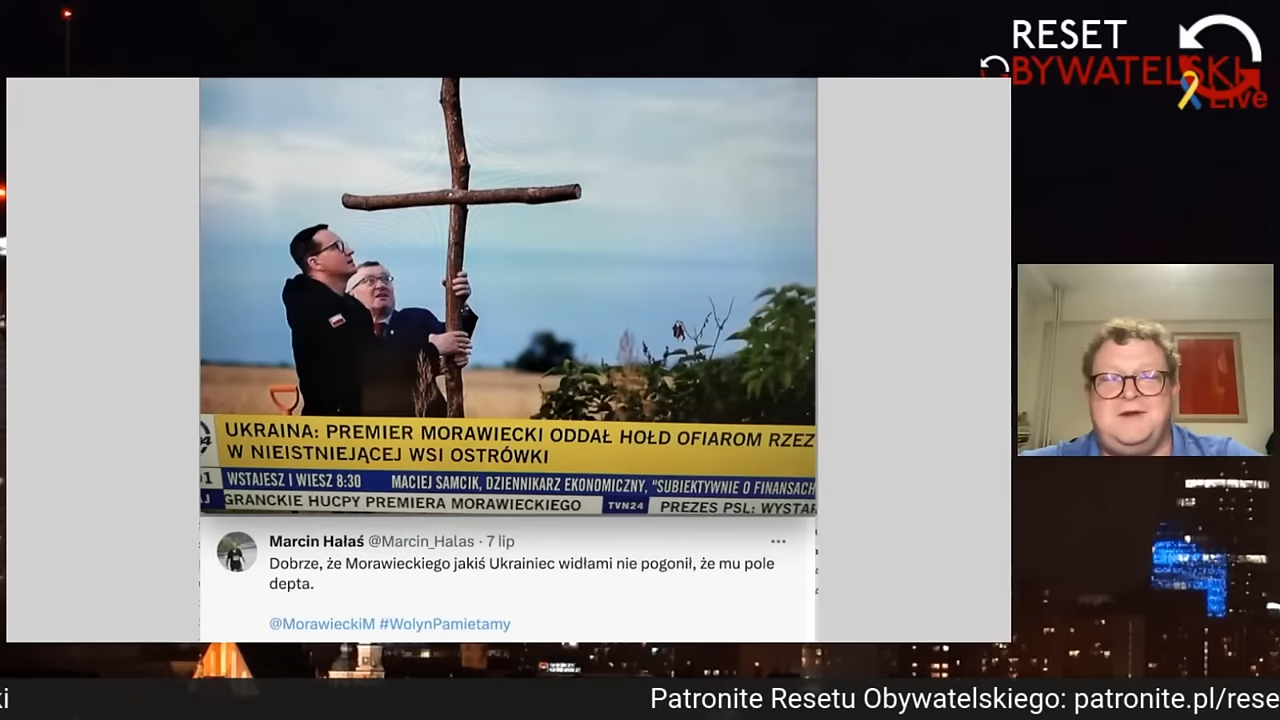 RESET
OBYWATELSKI
Live
UKRAINA: PREMIER MORAWIECKI ODDAŁ HOŁD OFIAROM RZEZ
W NIEISTNIEJĄCEJ WSI OSTRÓWKI
WSTAJESZ I WIESZ 8:30 MACIEJ SAMCIK, DZIENNIKARZ EKONOMICZNY, "SUBIEKTYWNIE O FINANSACH
GRANCKIE HUCPY PREMIERA MORAWIECKIEGO TVN24 PREZES PSL: WYSTAR
Marcin Hałaś @Marcin_Halas · 7 lip
Dobrze, że Morawieckiego jakiś Ukrainiec widłami nie pogonił, że mu pole
depta.
@MorawieckiM #WolynPamietamy
ki Patronite Resetu Obywatelskiego: patronite.pl/rese